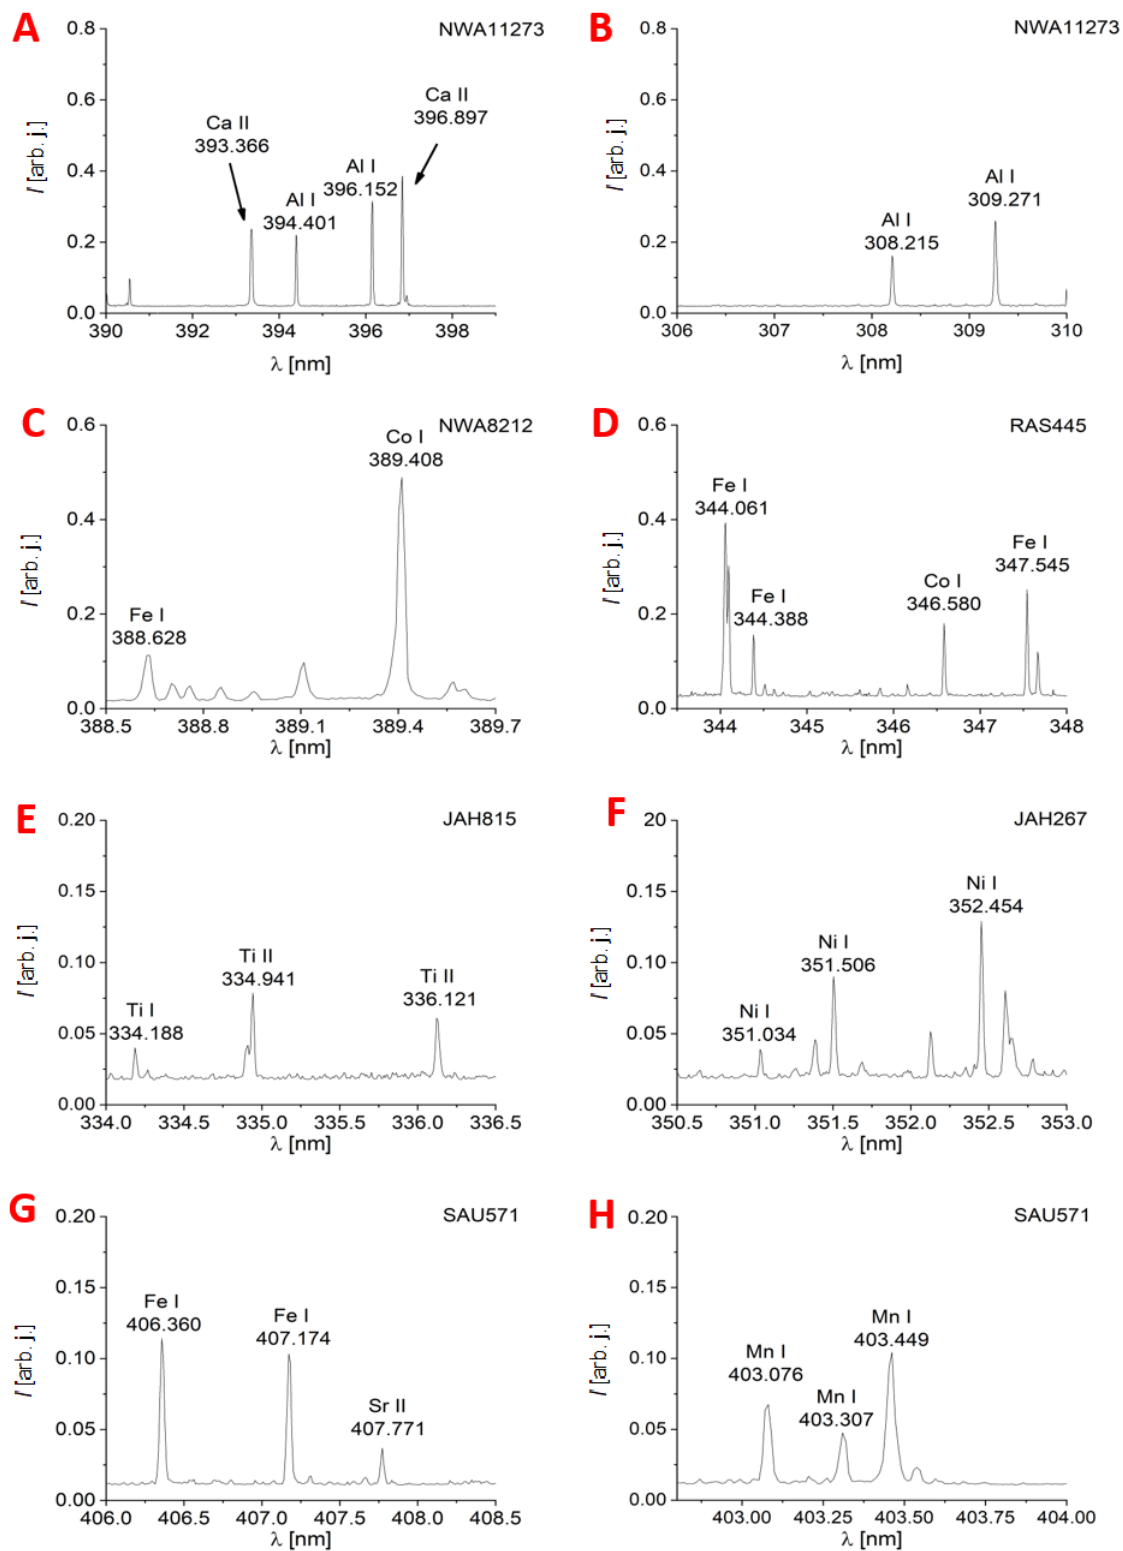 A
NWA11273
0.8
0.6
0.4
0.2
0.0
I [arb. j.]
Ca II
393.366
Al I
394.401
Al I
396.152
Ca II
396.897
390
392
394
396
398
λ [nm]
B
NWA11273
0.8
0.6
0.4
0.2
0.0
I [arb. j.]
Al I
308.215
Al I
309.271
306
307
308
309
310
λ [nm]
C
NWA8212
0.6
0.4
0.2
0.0
I [arb. j.]
Fe I
388.628
Co I
389.408
388.5
388.8
389.1
389.4
389.7
λ [nm]
D
RAS445
0.6
0.4
0.2
0.0
I [arb. j.]
Fe I
344.061
Fe I
344.388
Co I
346.580
Fe I
347.545
344
345
346
347
348
λ [nm]
E
JAH815
0.20
0.15
0.10
0.05
0.00
I [arb. j.]
Ti I
334.188
Ti II
334.941
Ti II
336.121
334.0
334.5
335.0
335.5
336.0
336.5
λ [nm]
F
JAH267
20
0.15
0.10
0.05
0.00
I [arb. j.]
Ni I
351.034
Ni I
351.506
Ni I
352.454
350.5
351.0
351.5
352.0
352.5
353.0
λ [nm]
G
SAU571
0.20
0.15
0.10
0.05
0.00
I [arb. j.]
Fe I
406.360
Fe I
407.174
Sr II
407.771
406.0
406.5
407.0
407.5
408.0
408.5
λ [nm]
H
SAU571
0.20
0.15
0.10
0.05
0.00
I [arb. j.]
Mn I
403.076
Mn I
403.307
Mn I
403.449
403.00
403.25
403.50
403.75
404.00
λ [nm]